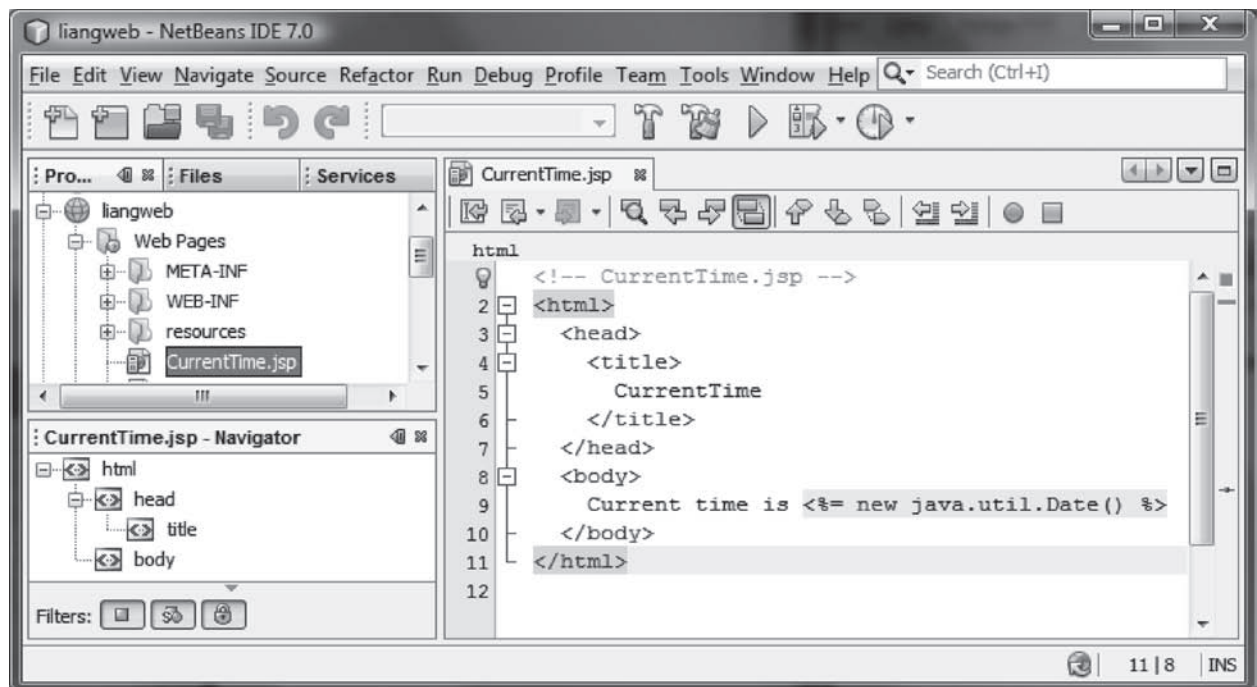 liangweb - NetBeans IDE 7.0
File Edit View Navigate Source Refactor Run Debug Profile Team Tools Window Help Search (Ctrl+I)
Pro... Files Services
liangweb
Web Pages
META-INF
WEB-INF
resources
CurrentTime.jsp
CurrentTime.jsp - Navigator
html
head
title
body
Filters:
CurrentTime.jsp
html
<!-- CurrentTime.jsp -->
2 <html>
3 <head>
4 <title>
5 CurrentTime
6 </title>
7 </head>
8 <body>
9 Current time is <%= new java.util.Date() %>
10 </body>
11 </html>
12
11 | 8 INS